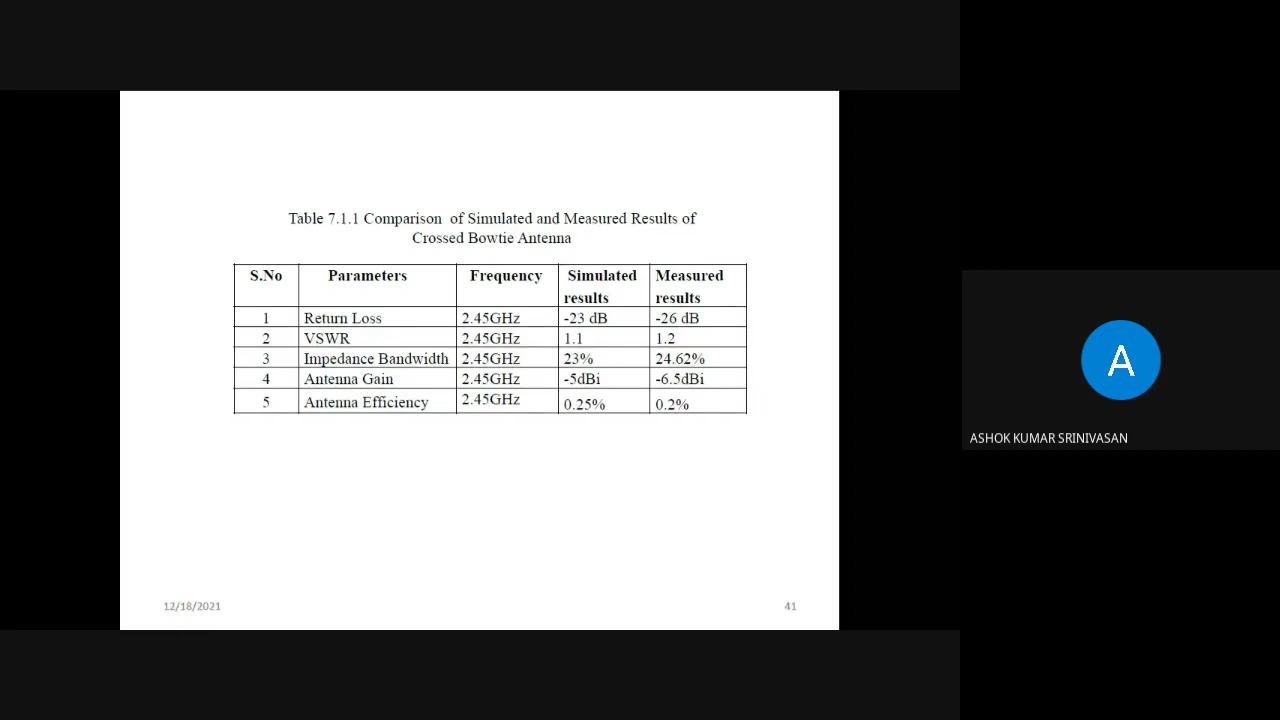 Table 7.1.1 Comparison of Simulated and Measured Results of
Crossed Bowtie Antenna
S.No Parameters Frequency Simulated results Measured results
1 Return Loss 2.45GHz -23 dB -26 dB
2 VSWR 2.45GHz 1.1 1.2
3 Impedance Bandwidth 2.45GHz 23% 24.62%
4 Antenna Gain 2.45GHz -5dBi -6.5dBi
5 Antenna Efficiency 2.45GHz 0.25% 0.2%
12/18/2021 41
A
ASHOK KUMAR SRINIVASAN